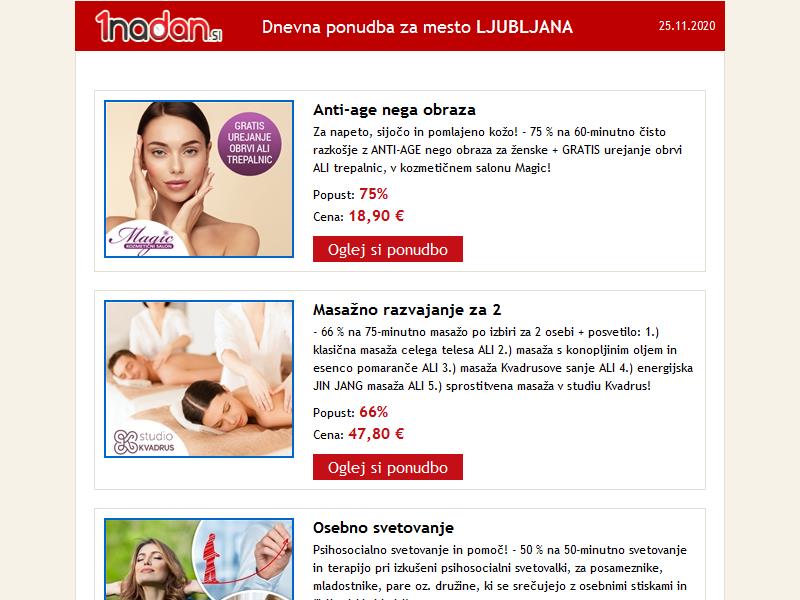 1nadan.si
Dnevna ponudba za mesto LJUBLJANA
25.11.2020
GRATIS
UREJANJE
OBRVI ALI
TREPALNIC
Magic
KOZMETIČNI SALON
Anti-age nega obraza
Za napeto, sijočo in pomlajeno kožo! - 75 % na 60-minutno čisto
razkošje z ANTI-AGE nego obraza za ženske + GRATIS urejanje obrvi
ALI trepalnic, v kozmetičnem salonu Magic!
Popust: 75%
Cena: 18,90 €
Oglej si ponudbo
studio
KVADRUS
Masažno razvajanje za 2
- 66 % na 75-minutno masažo po izbiri za 2 osebi + posvetilo: 1.)
klasična masaža celega telesa ALI 2.) masaža s konopljinim oljem in
esenco pomaranče ALI 3.) masaža Kvadrusove sanje ALI 4.) energijska
JIN JANG masaža ALI 5.) sprostitvena masaža v studiu Kvadrus!
Popust: 66%
Cena: 47,80 €
Oglej si ponudbo
Osebno svetovanje
Psihosocialno svetovanje in pomoč! - 50 % na 50-minutno svetovanje
in terapijo pri izkušeni psihosocialni svetovalki, za posameznike,
mladostnike, pare oz. družine, ki se srečujejo z osebnimi stiskami in